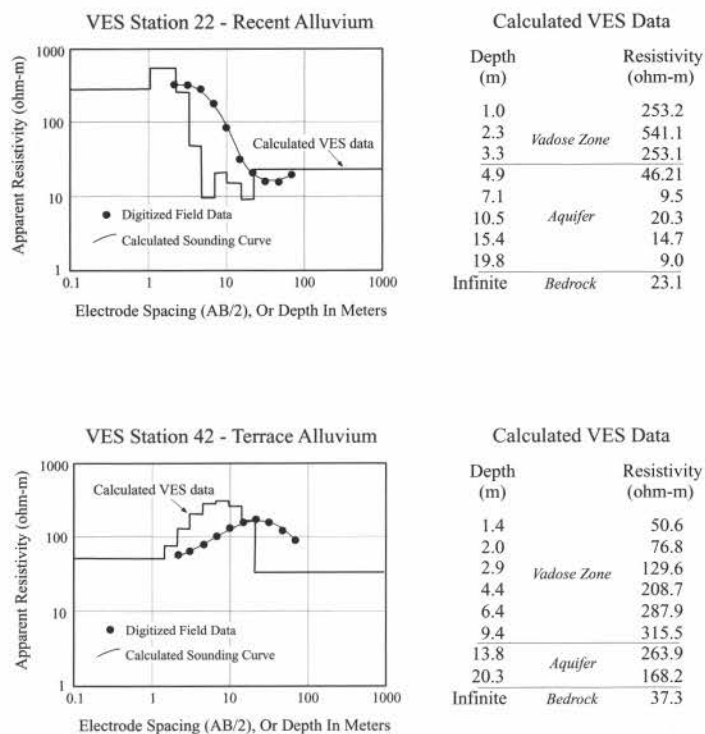 VES Station 22 - Recent Alluvium
Apparent Resistivity (ohm-m)
1000
100
10
1
0.1 1 10 100 1000
Calculated VES data
Digitized Field Data
Calculated Sounding Curve
Electrode Spacing (AB/2), Or Depth In Meters
Calculated VES Data
Depth Resistivity
(m) (ohm-m)
1.0 253.2
2.3 Vadose Zone 541.1
3.3 253.1
4.9 46.21
7.1 9.5
10.5 Aquifer 20.3
15.4 14.7
19.8 9.0
Infinite Bedrock 23.1
VES Station 42 - Terrace Alluvium
Apparent Resistivity (ohm-m)
1000
100
10
1
0.1 1 10 100 1000
Calculated VES data
Digitized Field Data
Calculated Sounding Curve
Electrode Spacing (AB/2), Or Depth In Meters
Calculated VES Data
Depth Resistivity
(m) (ohm-m)
1.4 50.6
2.0 76.8
2.9 129.6
4.4 Vadose Zone 208.7
6.4 287.9
9.4 315.5
13.8 Aquifer 263.9
20.3 168.2
Infinite Bedrock 37.3